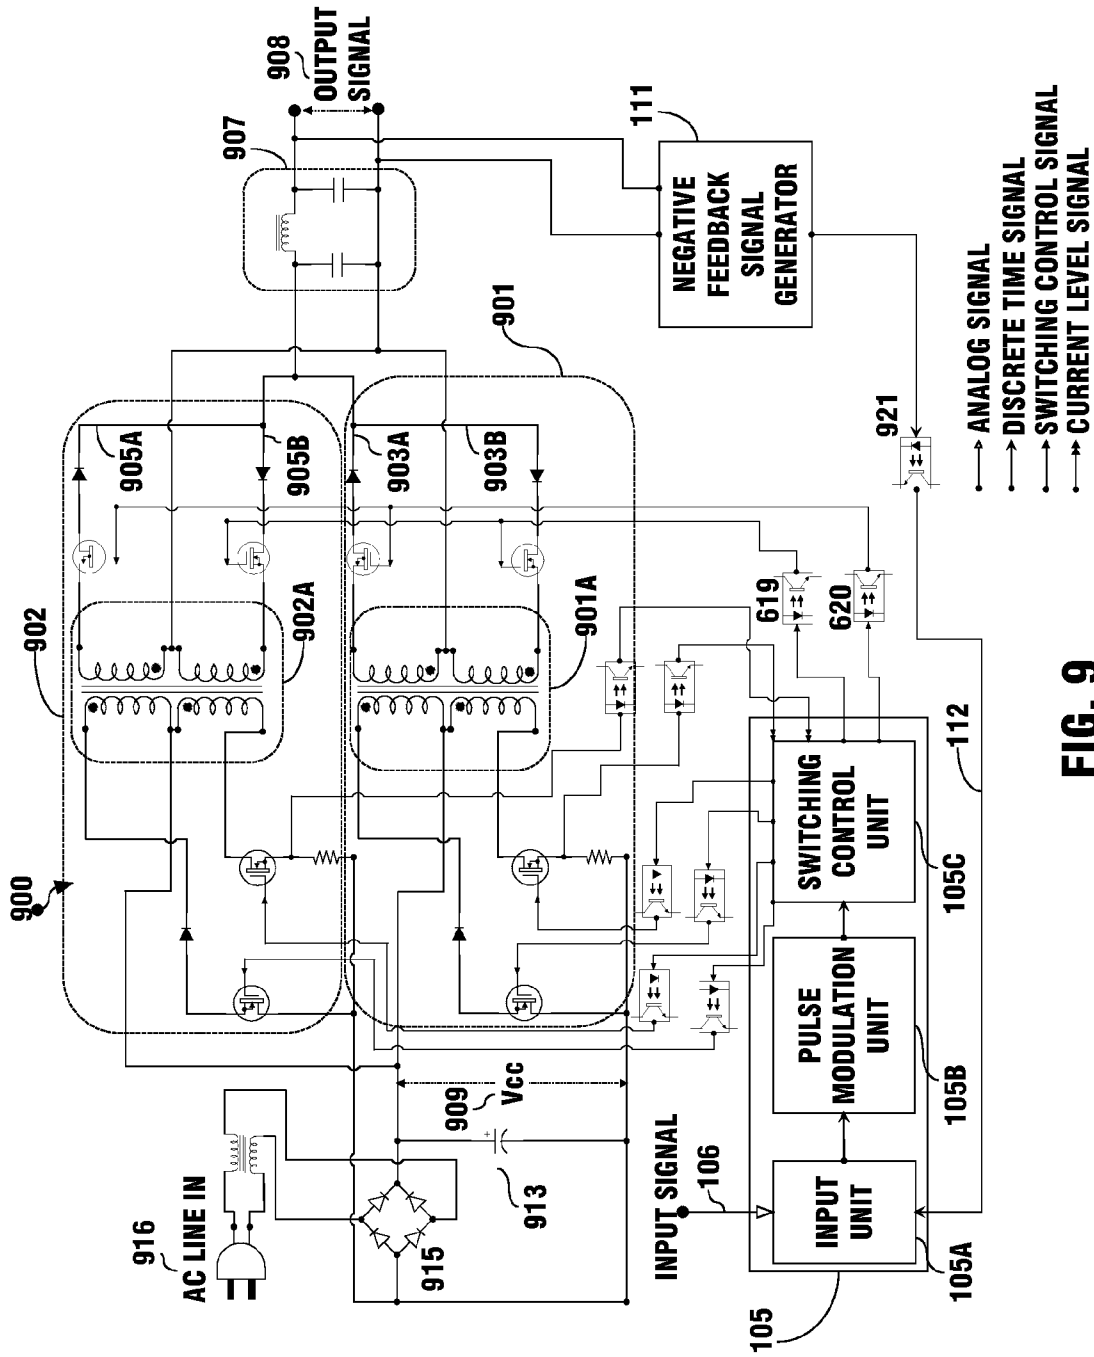 900
902
902A
905A
905B
903A
903B
901
901A
907
908
OUTPUT
SIGNAL
111
NEGATIVE
FEEDBACK
SIGNAL
GENERATOR
921
619
620
916
AC LINE IN
915
913
+
909
Vcc
INPUT SIGNAL
106
INPUT
UNIT
105A
PULSE
MODULATION
UNIT
105B
SWITCHING
CONTROL
UNIT
105C
105
112
ANALOG SIGNAL
DISCRETE TIME SIGNAL
SWITCHING CONTROL SIGNAL
CURRENT LEVEL SIGNAL
FIG. 9